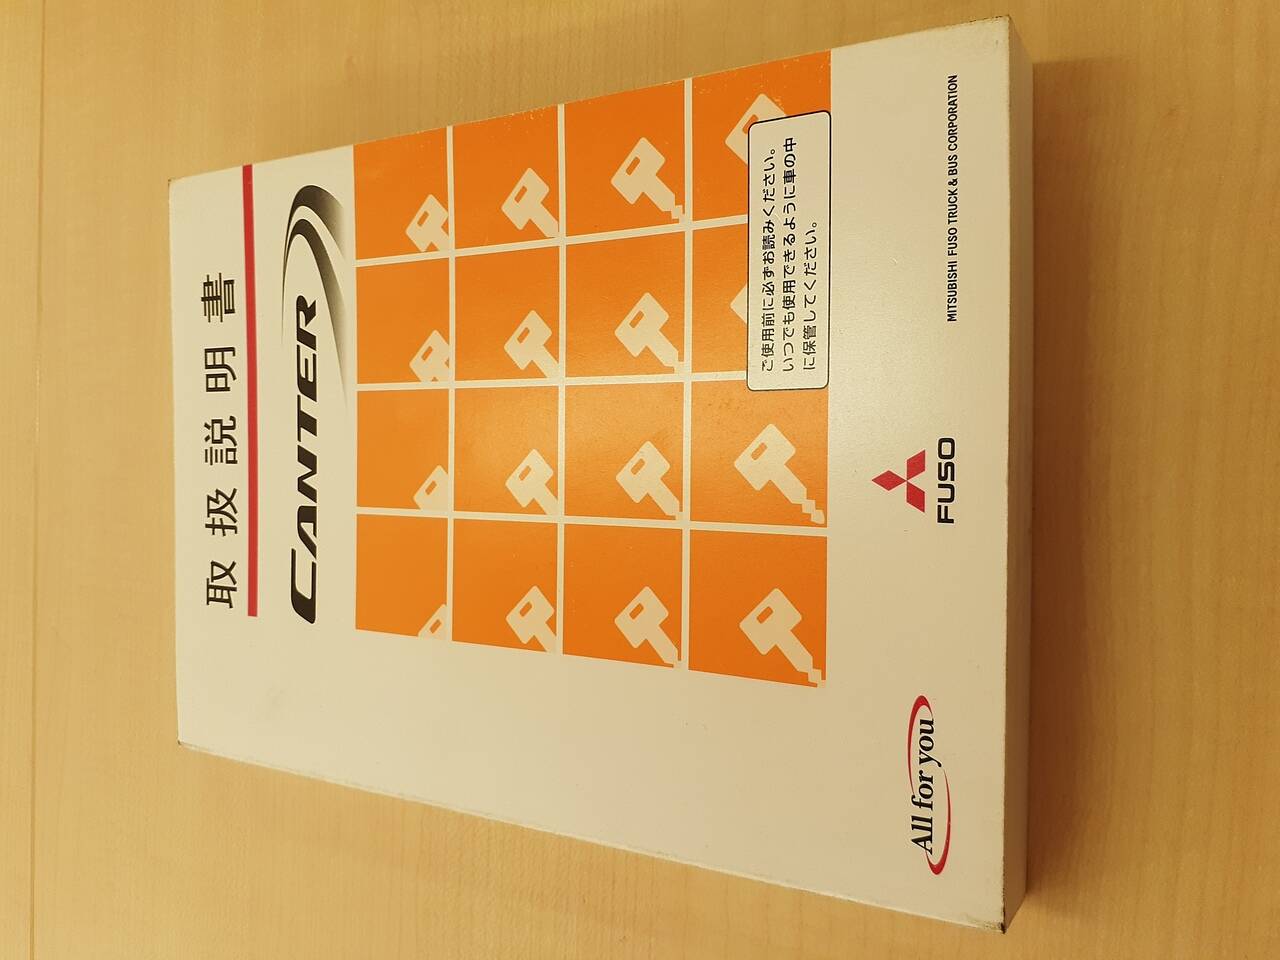 取扱説明書
CANTER
ご使用前に必ずお読みください。
いつでも使用できるように車の中
に保管してください。
FUSO
MITSUBISHI FUSO TRUCK & BUS CORPORATION
All for you